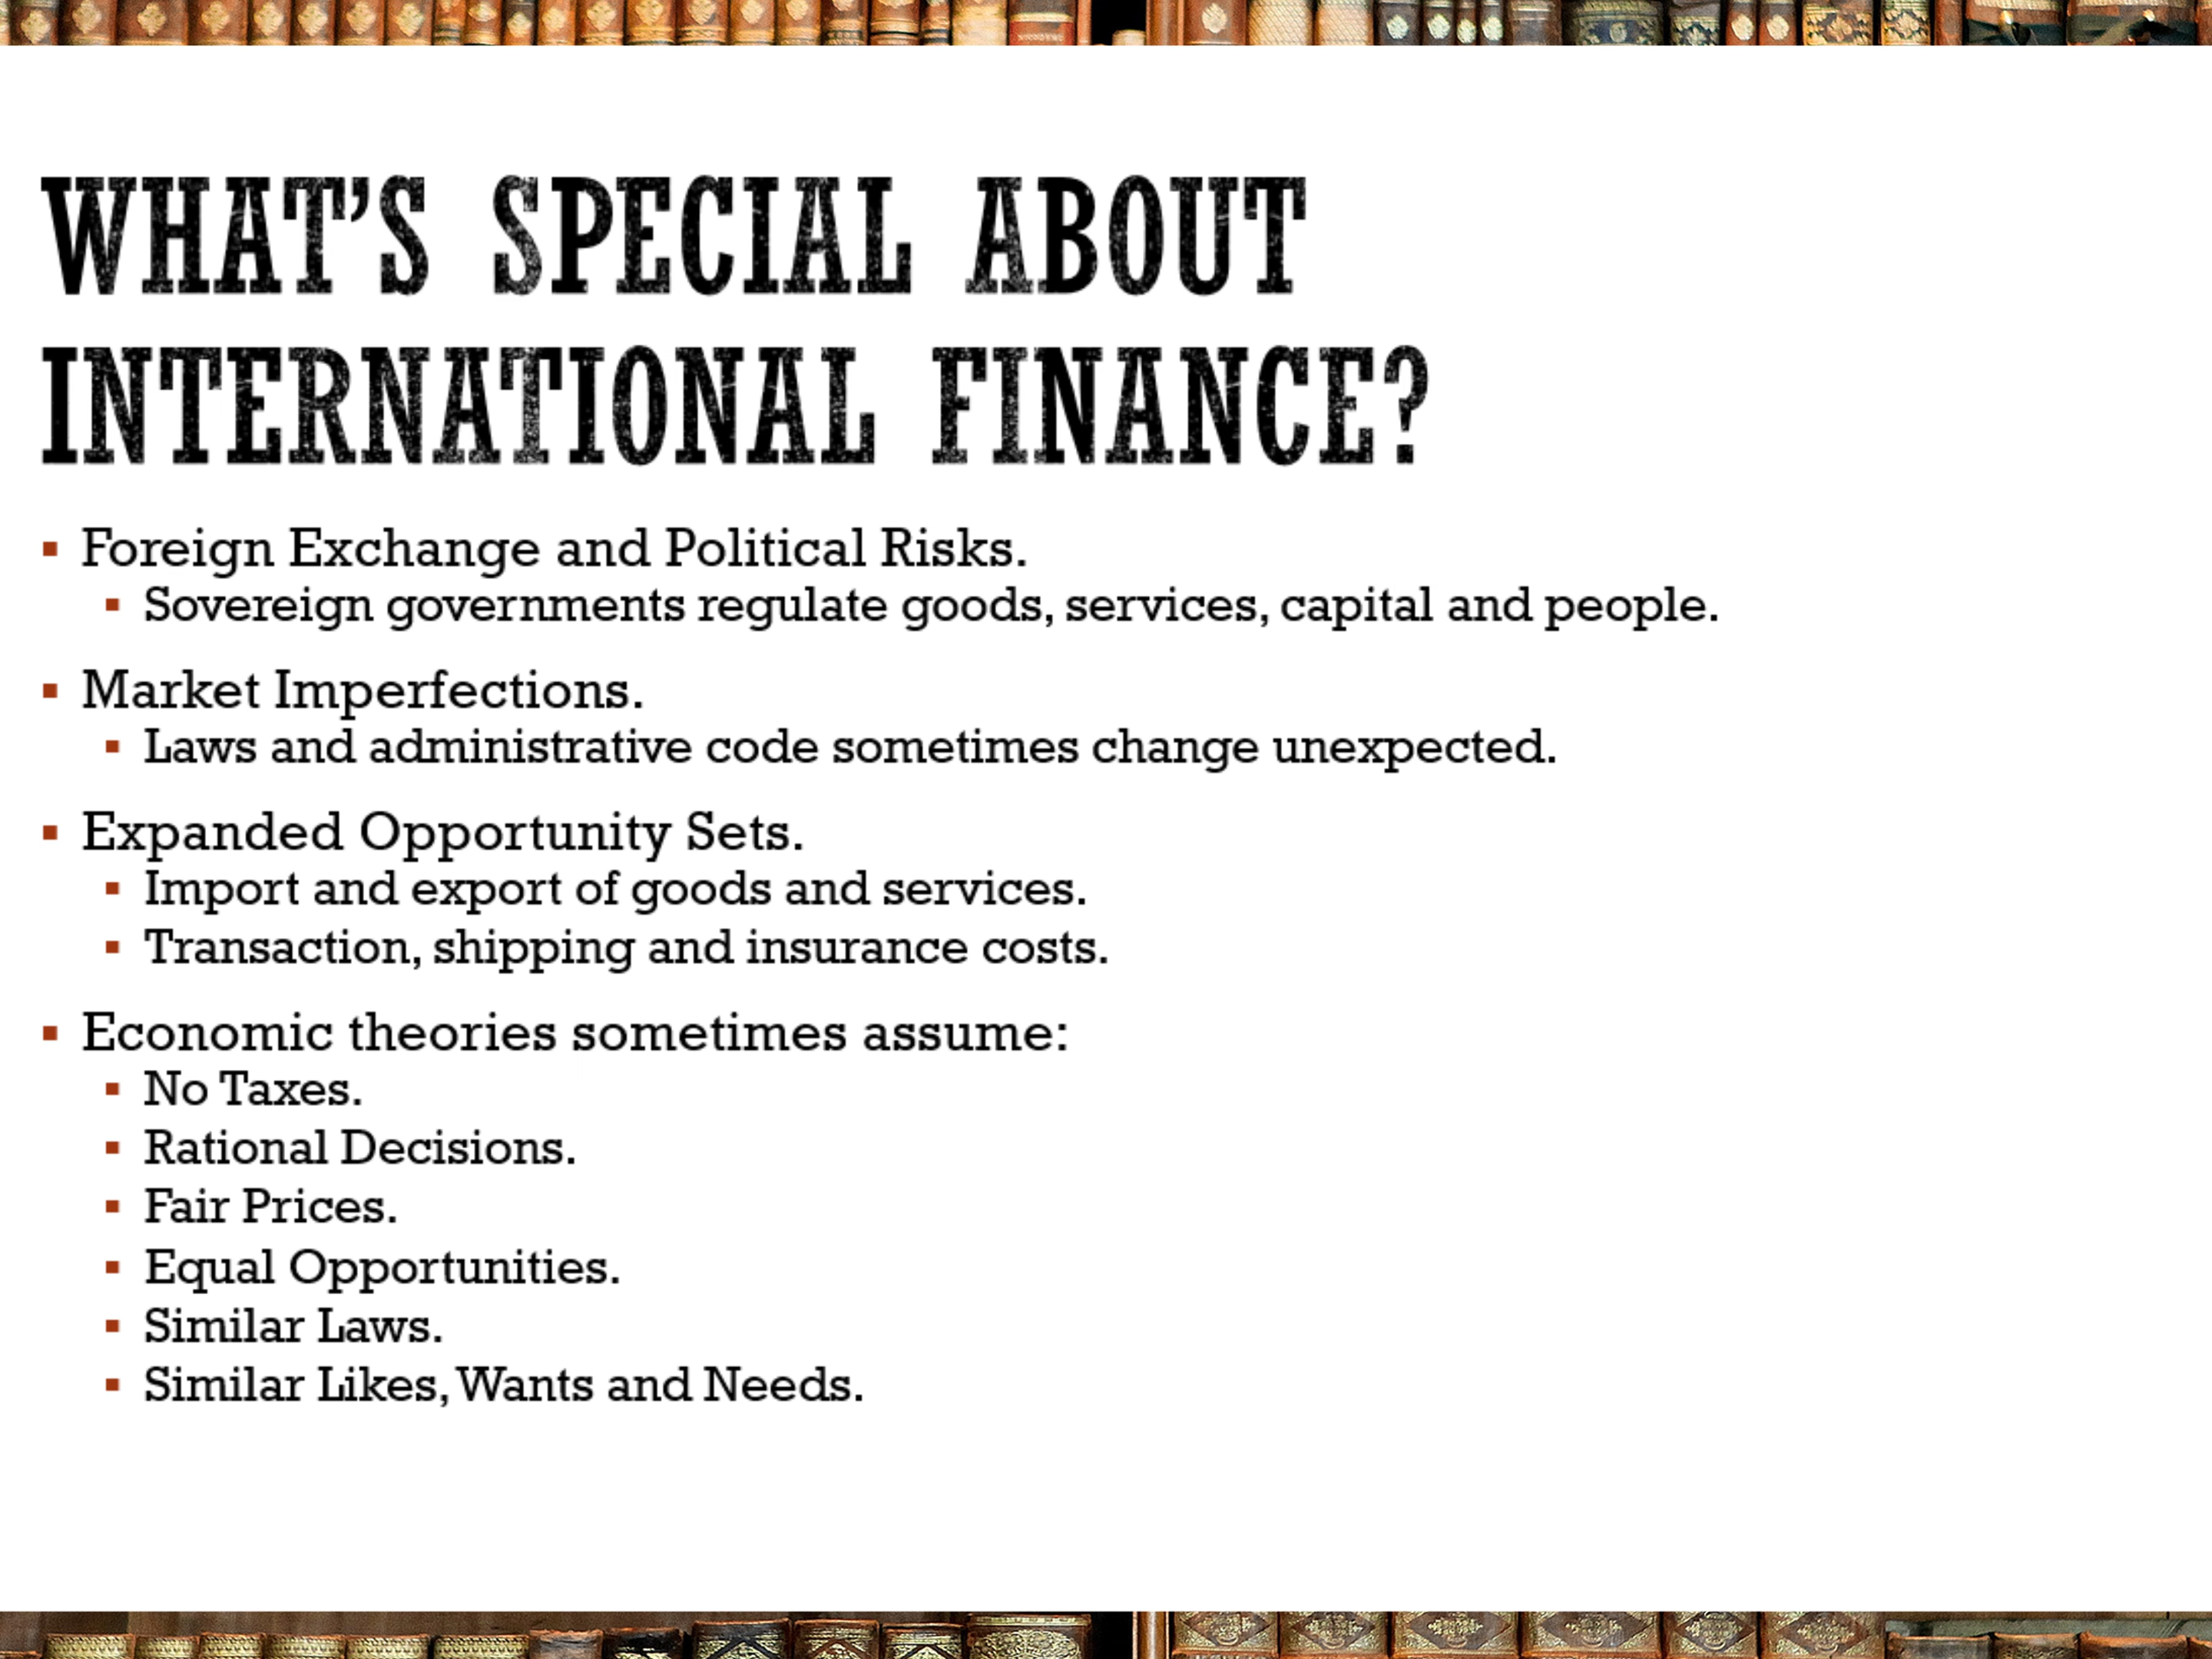 WHAT'S SPECIAL ABOUT
INTERNATIONAL FINANCE?
▪ Foreign Exchange and Political Risks.
▪ Sovereign governments regulate goods, services, capital and people.
▪ Market Imperfections.
▪ Laws and administrative code sometimes change unexpected.
▪ Expanded Opportunity Sets.
▪ Import and export of goods and services.
▪ Transaction, shipping and insurance costs.
▪ Economic theories sometimes assume:
▪ No Taxes.
▪ Rational Decisions.
▪ Fair Prices.
▪ Equal Opportunities.
▪ Similar Laws.
▪ Similar Likes, Wants and Needs.